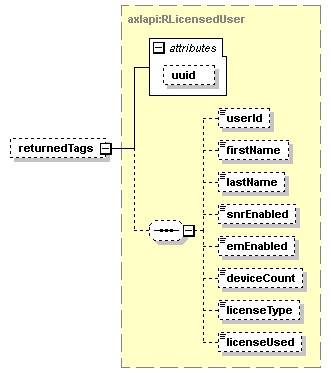 axlapi:RLicensedUser
attributes
uuid
returnedTags
userId
firstName
lastName
snrEnabled
emEnabled
deviceCount
licenseType
licenseUsed